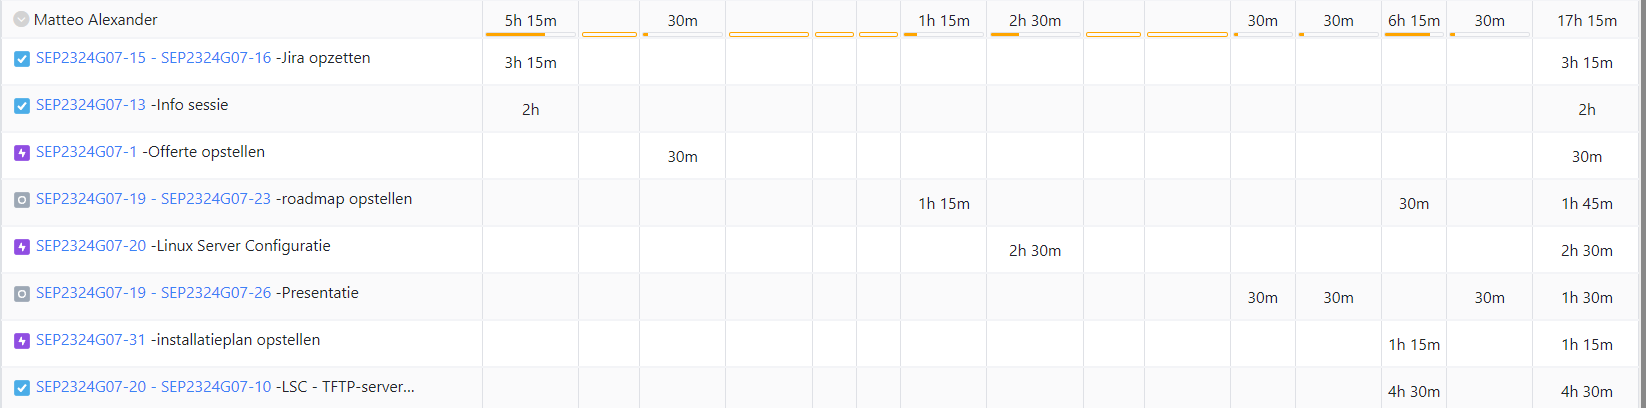 Matteo Alexander 5h 15m 30m 1h 15m 2h 30m 30m 30m 6h 15m 30m 17h 15m
SEP2324G07-15 - SEP2324G07-16 -Jira opzetten 3h 15m 3h 15m
SEP2324G07-13 -Info sessie 2h 2h
SEP2324G07-1 -Offerte opstellen 30m 30m
SEP2324G07-19 - SEP2324G07-23 -roadmap opstellen 1h 15m 30m 1h 45m
SEP2324G07-20 -Linux Server Configuratie 2h 30m 2h 30m
SEP2324G07-19 - SEP2324G07-26 -Presentatie 30m 30m 30m 1h 30m
SEP2324G07-31 -installatieplan opstellen 1h 15m 1h 15m
SEP2324G07-20 - SEP2324G07-10 -LSC - TFTP-server... 4h 30m 4h 30m